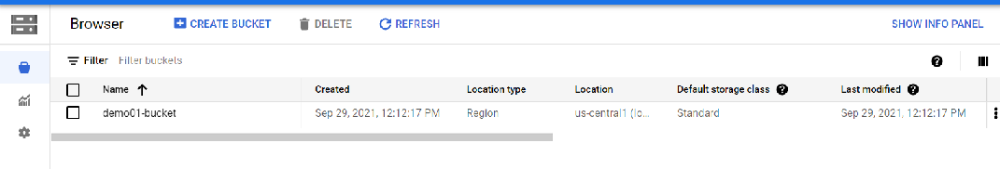 Browser CREATE BUCKET DELETE REFRESH SHOW INFO PANEL
Filter Filter buckets
Name Created Location type Location Default storage class Last modified
demo01-bucket Sep 29, 2021, 12:12:17 PM Region us-central1 (Io... Standard Sep 29, 2021, 12:12:17 PM